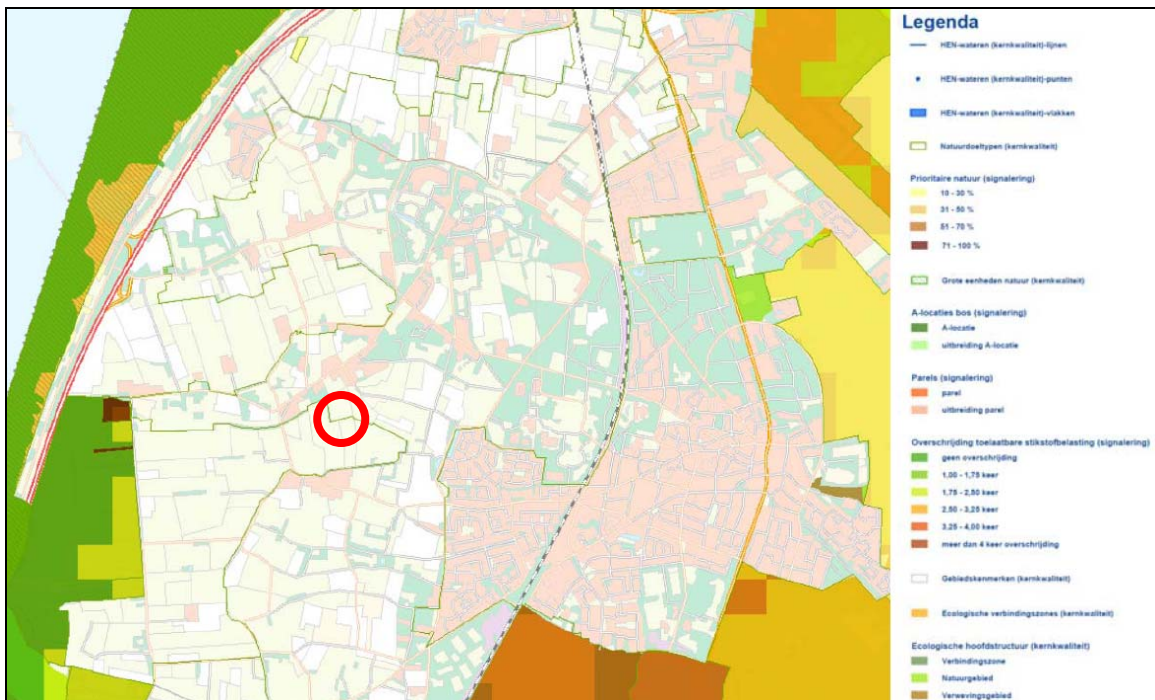 Legenda
HEN-wateren (kernkwaliteit)-lijnen
HEN-wateren (kernkwaliteit)-punten
HEN-wateren (kernkwaliteit)-vlakken
Natuurdoeltypen (kernkwaliteit)
Prioritaire natuur (signalering)
10 - 30 %
31 - 50 %
51 - 70 %
71 - 100 %
Grote eenheden natuur (kernkwaliteit)
A-locaties bos (signalering)
A-locatie
uitbreiding A-locatie
Parels (signalering)
parel
uitbreiding parel
Overschrijding toelaatbare stikstofbelasting (signalering)
geen overschrijding
1,00 - 1,75 keer
1,75 - 2,50 keer
2,50 - 3,25 keer
3,25 - 4,00 keer
meer dan 4 keer overschrijding
Gebiedskenmerken (kernkwaliteit)
Ecologische verbindingszones (kernkwaliteit)
Ecologische hoofdstructuur (kernkwaliteit)
Verbindingszone
Natuurgebied
Verwevingsgebied